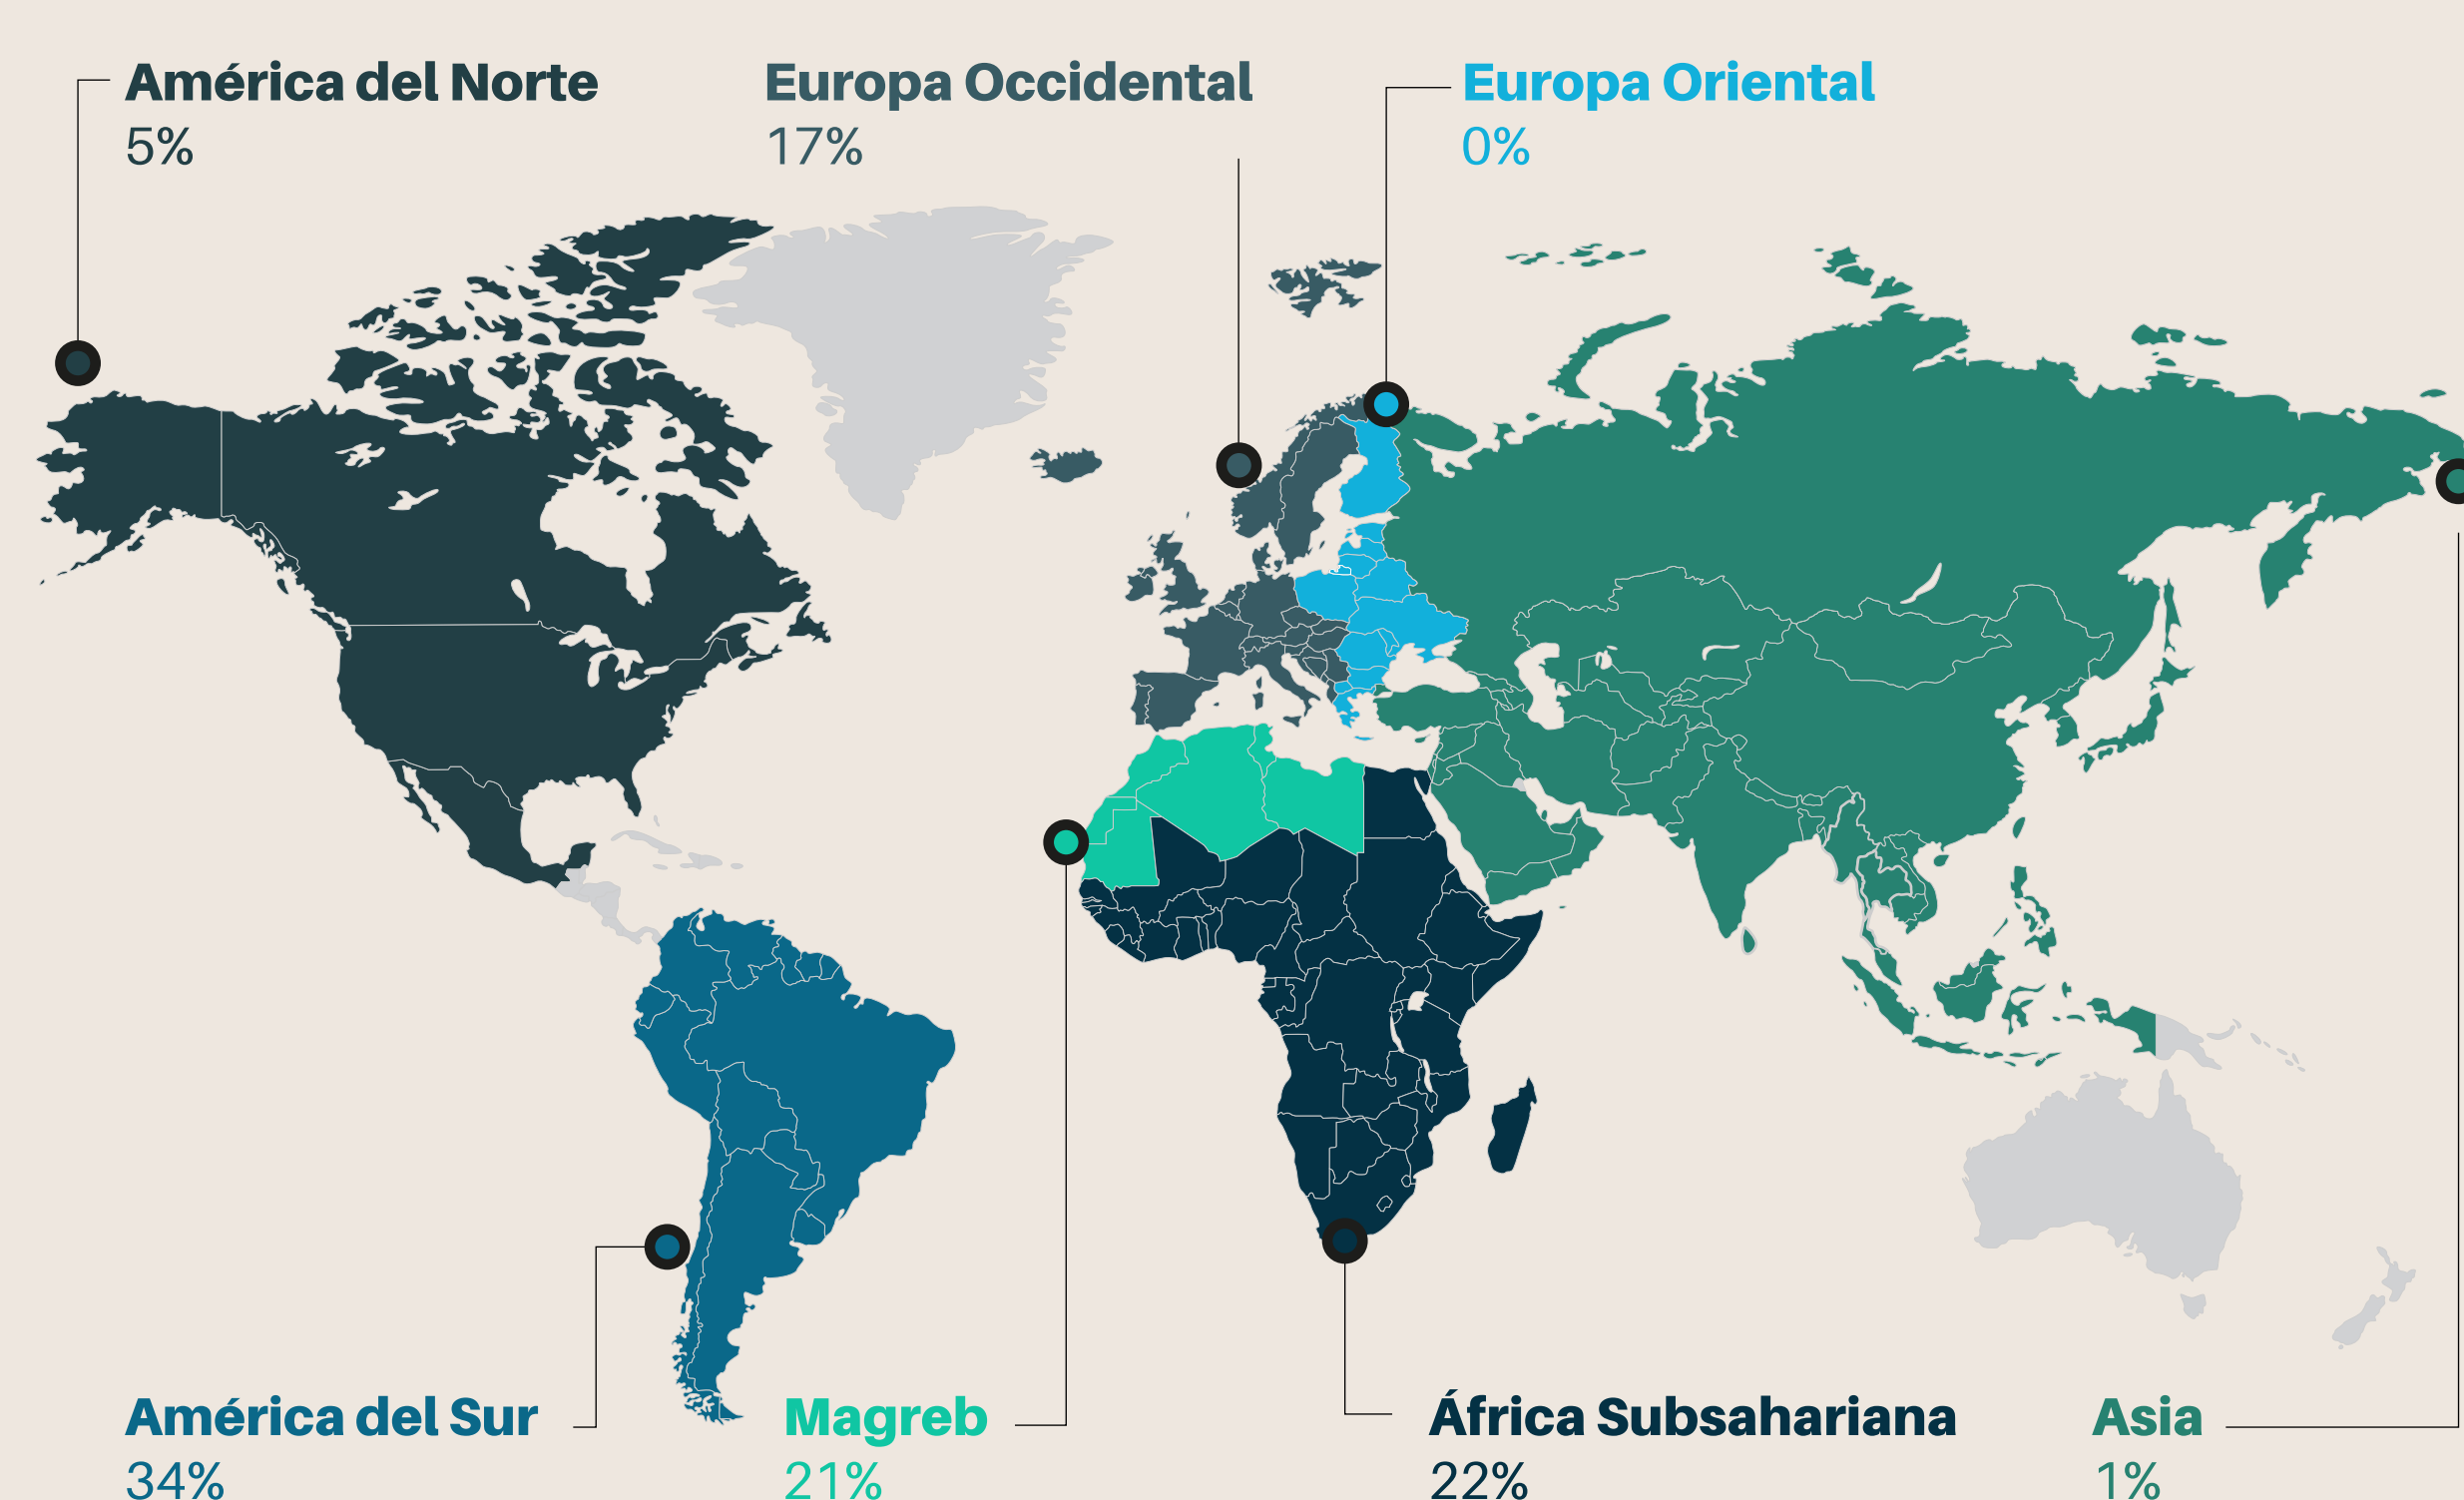 América del Norte
5%
Europa Occidental
17%
Europa Oriental
0%
América del Sur
34%
Magreb
21%
África Subsahariana
22%
Asia
1%